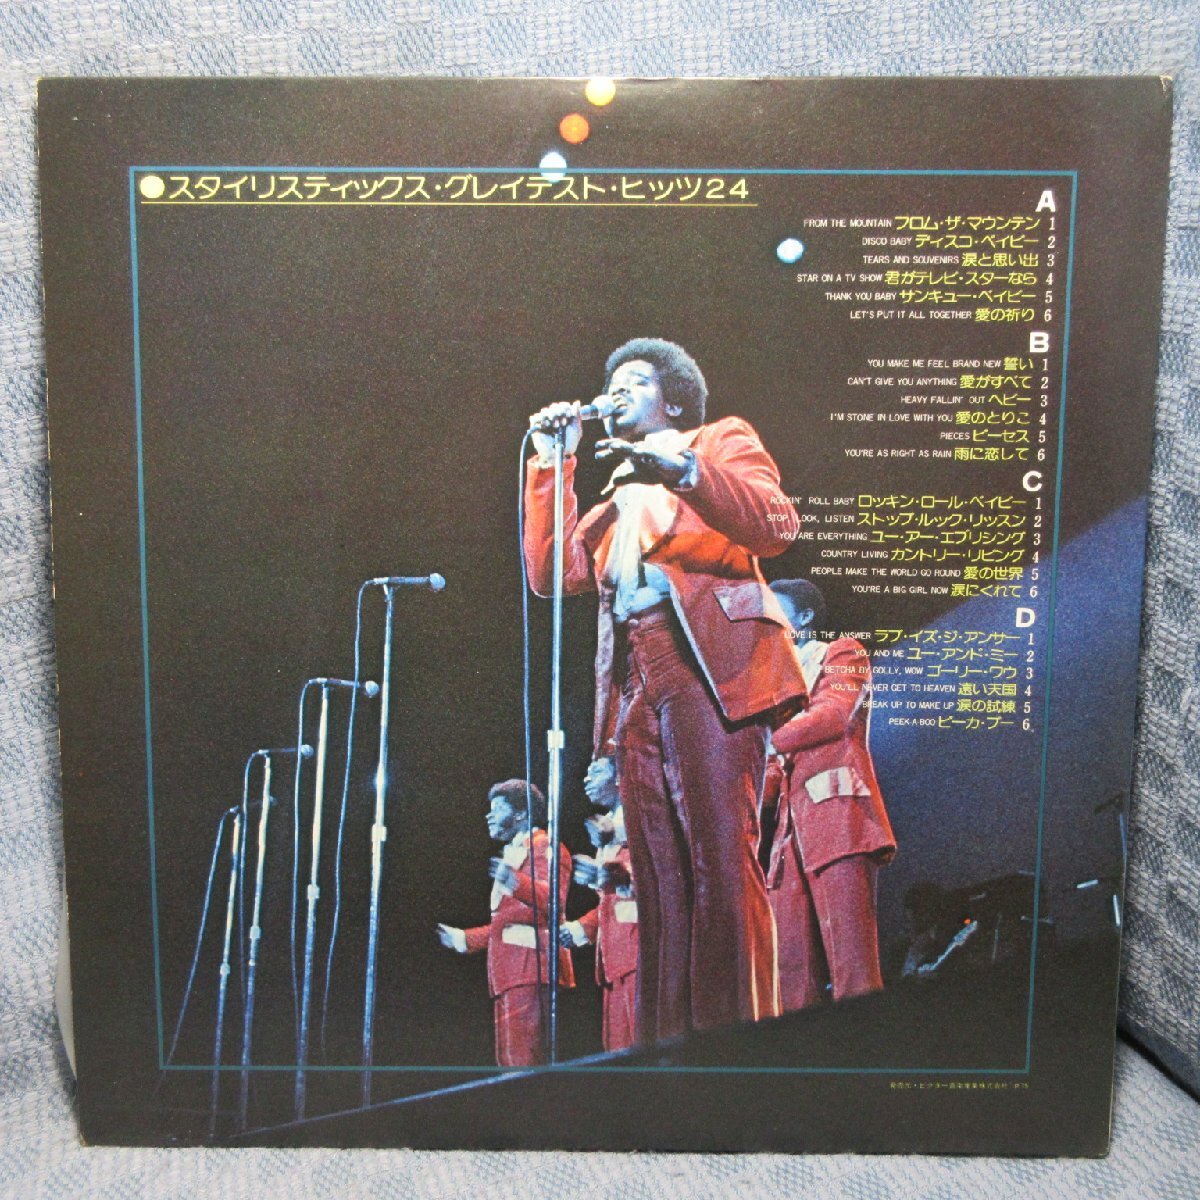 ●スタイリスティックス・グレイテスト・ヒッツ24
A
FROM THE MOUNTAIN フロム・ザ・マウンテン 1
DISCO BABY ディスコ・ベイビー 2
TEARS AND SOUVENIRS 涙と思い出 3
STAR ON A TV SHOW 君がテレビ・スターなら 4
THANK YOU BABY サンキュー・ベイビー 5
LET'S PUT IT ALL TOGETHER 愛の祈り 6
B
YOU MAKE ME FEEL BRAND NEW 誓い 1
CAN'T GIVE YOU ANYTHING 愛がすべて 2
HEAVY FALLIN' OUT ヘビー 3
I'M STONE IN LOVE WITH YOU 愛のとりこ 4
PIECES ピーセス 5
YOU'RE AS RIGHT AS RAIN 雨に恋して 6
C
ROCKIN' ROLL BABY ロッキン・ロール・ベイビー 1
STOP, LOOK, LISTEN ストップ・ルック・リッスン 2
YOU ARE EVERYTHING ユー・アー・エブリシング 3
COUNTRY LIVING カントリー・リビング 4
PEOPLE MAKE THE WORLD GO ROUND 愛の世界 5
YOU'RE A BIG GIRL NOW 涙にくれて 6
D
LOVE IS THE ANSWER ラブ・イズ・ジ・アンサー 1
YOU AND ME ユー・アンド・ミー 2
BETCHA BY GOLLY, WOW ゴーリー・ワウ 3
YOU'LL NEVER GET TO HEAVEN 遠い天国 4
BREAK UP TO MAKE UP 涙の試練 5
PEEK-A-BOO ピーカ・ブー 6
発売元・ビクター音楽産業株式会社